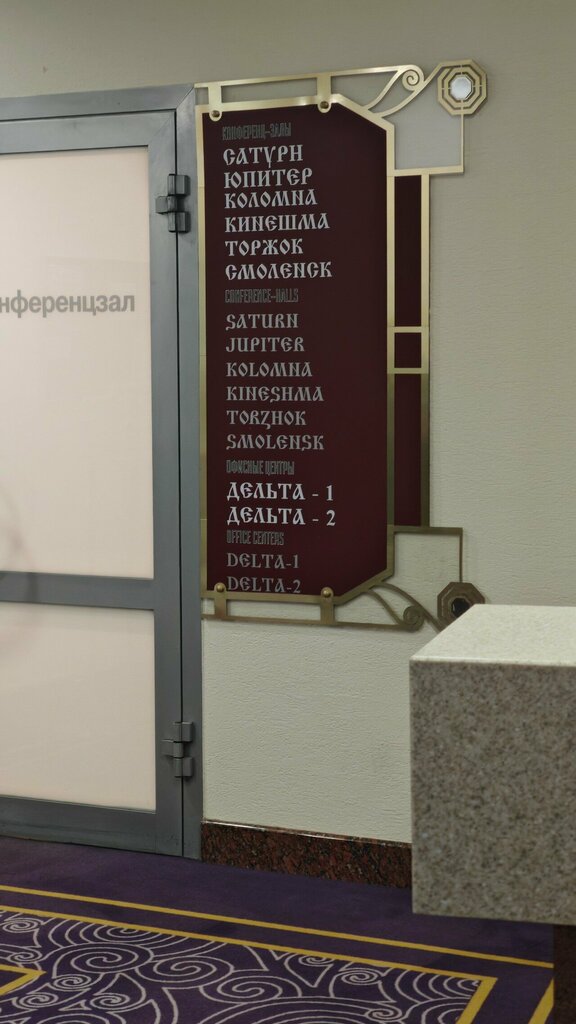 КОНФЕРЕНЦ-ЗАЛЫ
САТУРН
ЮПИТЕР
КОЛОМНА
КИНЕШМА
ТОРЖОК
СМОЛЕНСК
CONFERENCE-HALLS
SATURN
JUPITER
KOLOMNA
KINESHMA
TORZHOK
SMOLENSK
ОФИСНЫЕ ЦЕНТРЫ
ДЕЛЬТА - 1
ДЕЛЬТА - 2
OFFICE CENTERS
DELTA-1
DELTA-2
нференцзал